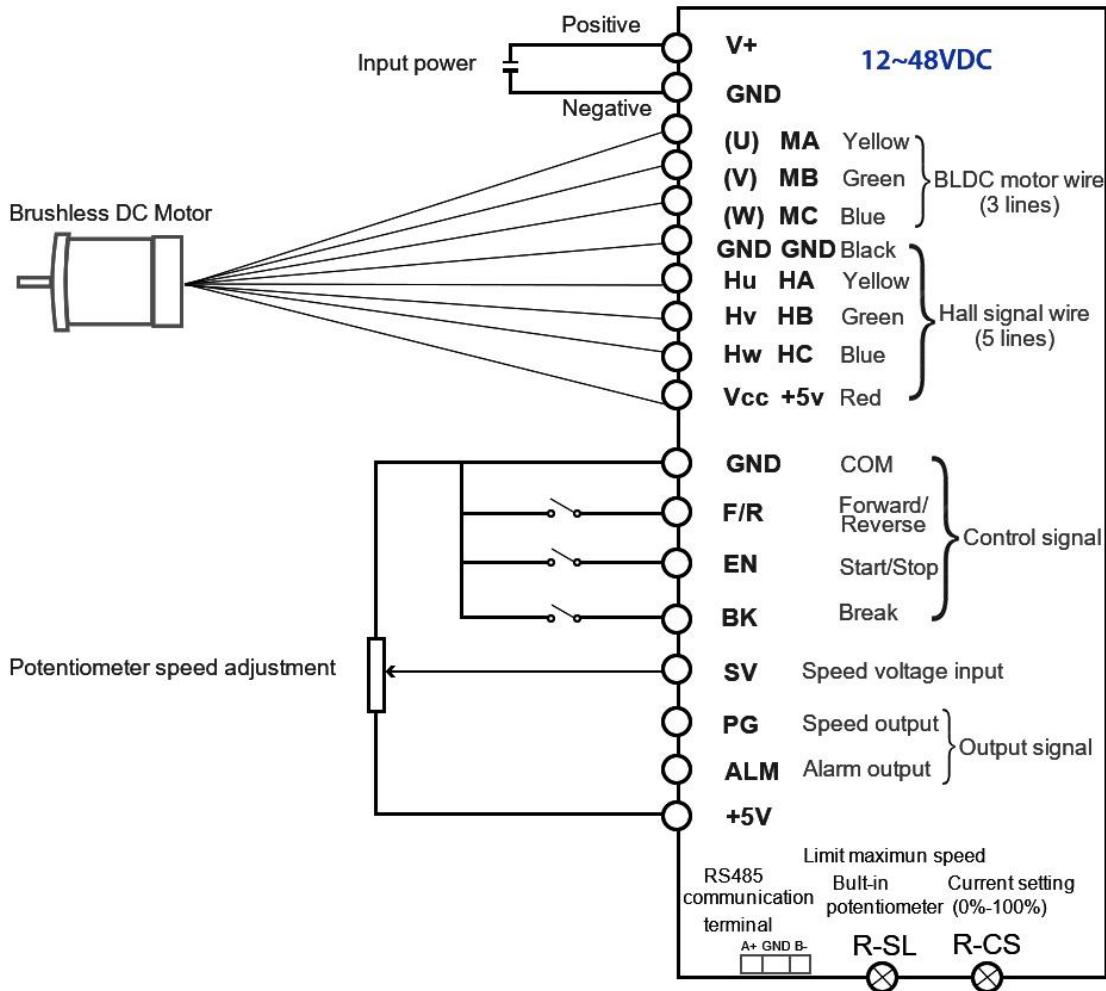 Positive
Input power
Negative
V+
12~48VDC
GND
(U) MA Yellow
(V) MB Green
(W) MC Blue
BLDC motor wire
(3 lines)
Brushless DC Motor
GND GND Black
Hu HA Yellow
Hv HB Green
Hw HC Blue
Vcc +5v Red
Hall signal wire
(5 lines)
GND COM
F/R Forward/
Reverse
EN Start/Stop
BK Break
Control signal
Potentiometer speed adjustment
SV Speed voltage input
PG Speed output
ALM Alarm output
Output signal
+5V
Limit maximun speed
RS485
communication
terminal
A+ GND B-
Bult-in
potentiometer
R-SL
Current setting
(0%-100%)
R-CS